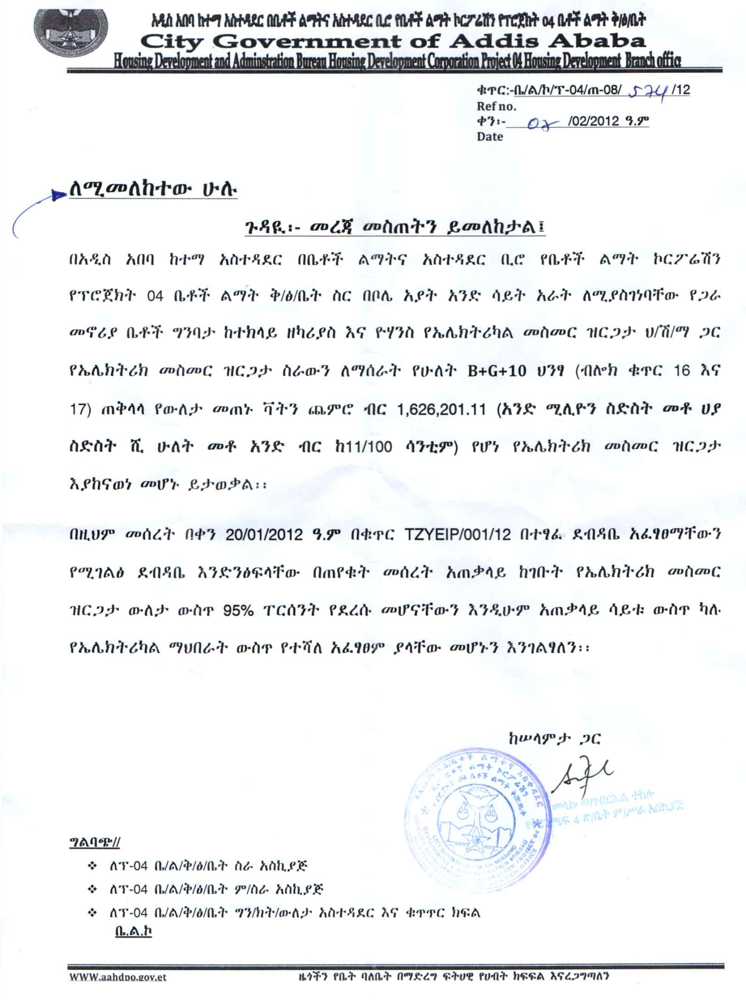 አዲስ አበባ ከተማ አስተዳደር በቤቶች ልማትና አስተዳደር ቢሮ የቤቶች ልማት ኮርፖሬሽን የፕሮጀክት 04 ቤቶች ልማት ቅ/ፅ/ቤት
City Government of Addis Ababa
Housing Development and Adminstration Bureau Housing Development Corporation Project 04 Housing Development Branch office
ቁጥር:-ቤ/ል/ኮ/ፕ-04/ጠ-08/ 574 /12
Ref no.
ቀን፡- /02/2012 ዓ.ም
Date
ለሚመለከተው ሁሉ
ጉዳዪ፡- መረጃ መስጠትን ይመለከታል፤
በአዲስ አበባ ከተማ አስተዳደር በቤቶች ልማትና አስተዳደር ቢሮ የቤቶች ልማት ኮርፖሬሽን
የፕሮጀክት 04 ቤቶች ልማት ቅ/ፅ/ቤት ስር በቦሌ አያት አንድ ሳይት አራት ለሚያስገነባቸው የጋራ
መኖሪያ ቤቶች ግንባታ ከተክላይ ዘካሪያስ እና ዮሃንስ የኤሌክትሪካል መስመር ዝርጋታ ህ/ሽ/ማ ጋር
የኤሌክትሪክ መስመር ዝርጋታ ስራውን ለማሰራት የሁለት B+G+10 ህንፃ (ብሎክ ቁጥር 16 እና
17) ጠቅላላ የውለታ መጠኑ ቫትን ጨምሮ ብር 1,626,201.11 (አንድ ሚሊዮን ስድስት መቶ ሀያ
ስድስት ሺ ሁለት መቶ አንድ ብር ከ11/100 ሳንቲም) የሆነ የኤሌክትሪክ መስመር ዝርጋታ
እያከናወነ መሆኑ ይታወቃል፡፡
በዚህም መሰረት በቀን 20/01/2012 ዓ.ም በቁጥር TZYEIP/001/12 በተፃፈ ደብዳቤ አፈፃፀማቸውን
የሚገልፅ ደብዳቤ እንድንፅፍላቸው በጠየቁት መሰረት አጠቃላይ ከገቡት የኤሌክትሪክ መስመር
ዝርጋታ ውለታ ውስጥ 95% ፐርሰንት የደረሱ መሆናቸውን እንዲሁም አጠቃላይ ሳይቱ ውስጥ ካሉ
የኤሌክትሪካል ማህበራት ውስጥ የተሻለ አፈፃፀም ያላቸው መሆኑን እንገልፃለን፡፡
ከሠላምታ ጋር
መላኩ ወ/ገብርኤል ተክሉ
4 ጽ/ቤት ም/ሥራ አስኪያጅ
ግልባጭ//
❖ ለፕ-04 ቤ/ል/ቅ/ፅ/ቤት ስራ አስኪያጅ
❖ ለፕ-04 ቤ/ል/ቅ/ፅ/ቤት ም/ስራ አስኪያጅ
❖ ለፕ-04 ቤ/ል/ቅ/ፅ/ቤት ግን/ክት/ውለታ አስተዳደር እና ቁጥጥር ክፍል
ቤ.ል.ኮ
WWW.aahdpo.gov.et
ዜጎችን የቤት ባለቤት በማድረግ ፍትሀዊ የሀብት ክፍፍል እናረጋግጣለን